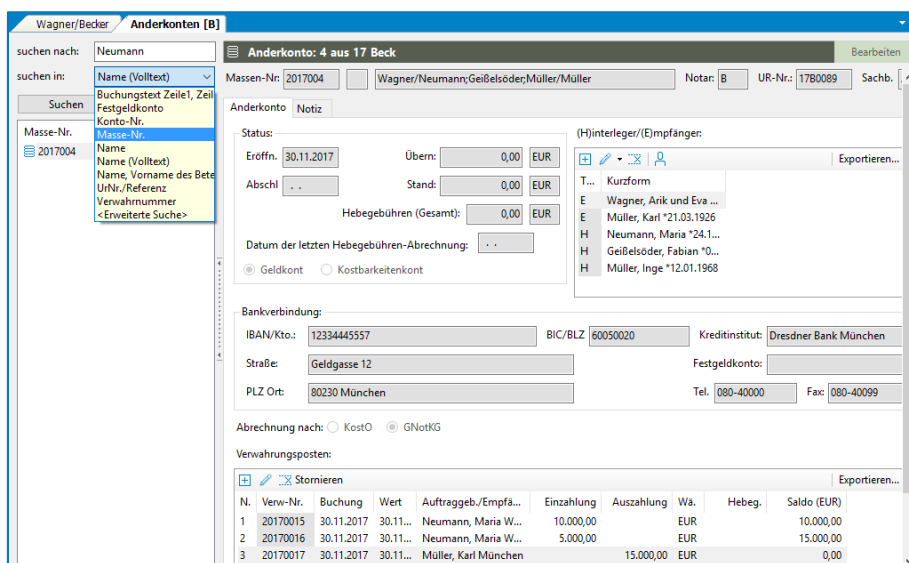 Wagner/Becker Anderkonten [B]
suchen nach: Neumann
Anderkonto: 4 aus 17 Beck Bearbeiten
suchen in: Name (Volltext)
Massen-Nr: 2017004 Wagner/Neumann;Geißelsöder;Müller/Müller Notar: B UR-Nr.: 17B0089 Sachb.
Suchen
Buchungstext Zeile1, Zeil
Festgeldkonto
Konto-Nr.
Masse-Nr.
Name
Name (Volltext)
Name, Vorname des Bete
UrNr./Referenz
Verwahrnummer
<Erweiterte Suche>
Masse-Nr.
2017004
Anderkonto Notiz
Status:
Eröffn. 30.11.2017 Übern: 0,00 EUR
Abschl . . Stand: 0,00 EUR
Hebegebühren (Gesamt): 0,00 EUR
Datum der letzten Hebegebühren-Abrechnung: . .
Geldkont Kostbarkeitenkont
(H)interleger/(E)mpfänger:
Exportieren...
T... Kurzform
E Wagner, Arik und Eva ...
E Müller, Karl *21.03.1926
H Neumann, Maria *24.1...
H Geißelsöder, Fabian *0...
H Müller, Inge *12.01.1968
Bankverbindung:
IBAN/Kto.: 12334445557 BIC/BLZ 60050020 Kreditinstitut: Dresdner Bank München
Straße: Geldgasse 12 Festgeldkonto:
PLZ Ort: 80230 München Tel. 080-40000 Fax: 080-40099
Abrechnung nach: KostO GNotKG
Verwahrungsposten:
Stornieren Exportieren...
N. Verw-Nr. Buchung Wert Auftraggeb./Empfä... Einzahlung Auszahlung Wä. Hebeg. Saldo (EUR)
1 20170015 30.11.2017 30.11... Neumann, Maria W... 10.000,00 EUR 10.000,00
2 20170016 30.11.2017 30.11... Neumann, Maria W... 5.000,00 EUR 15.000,00
3 20170017 30.11.2017 30.11... Müller, Karl München 15.000,00 EUR 0,00